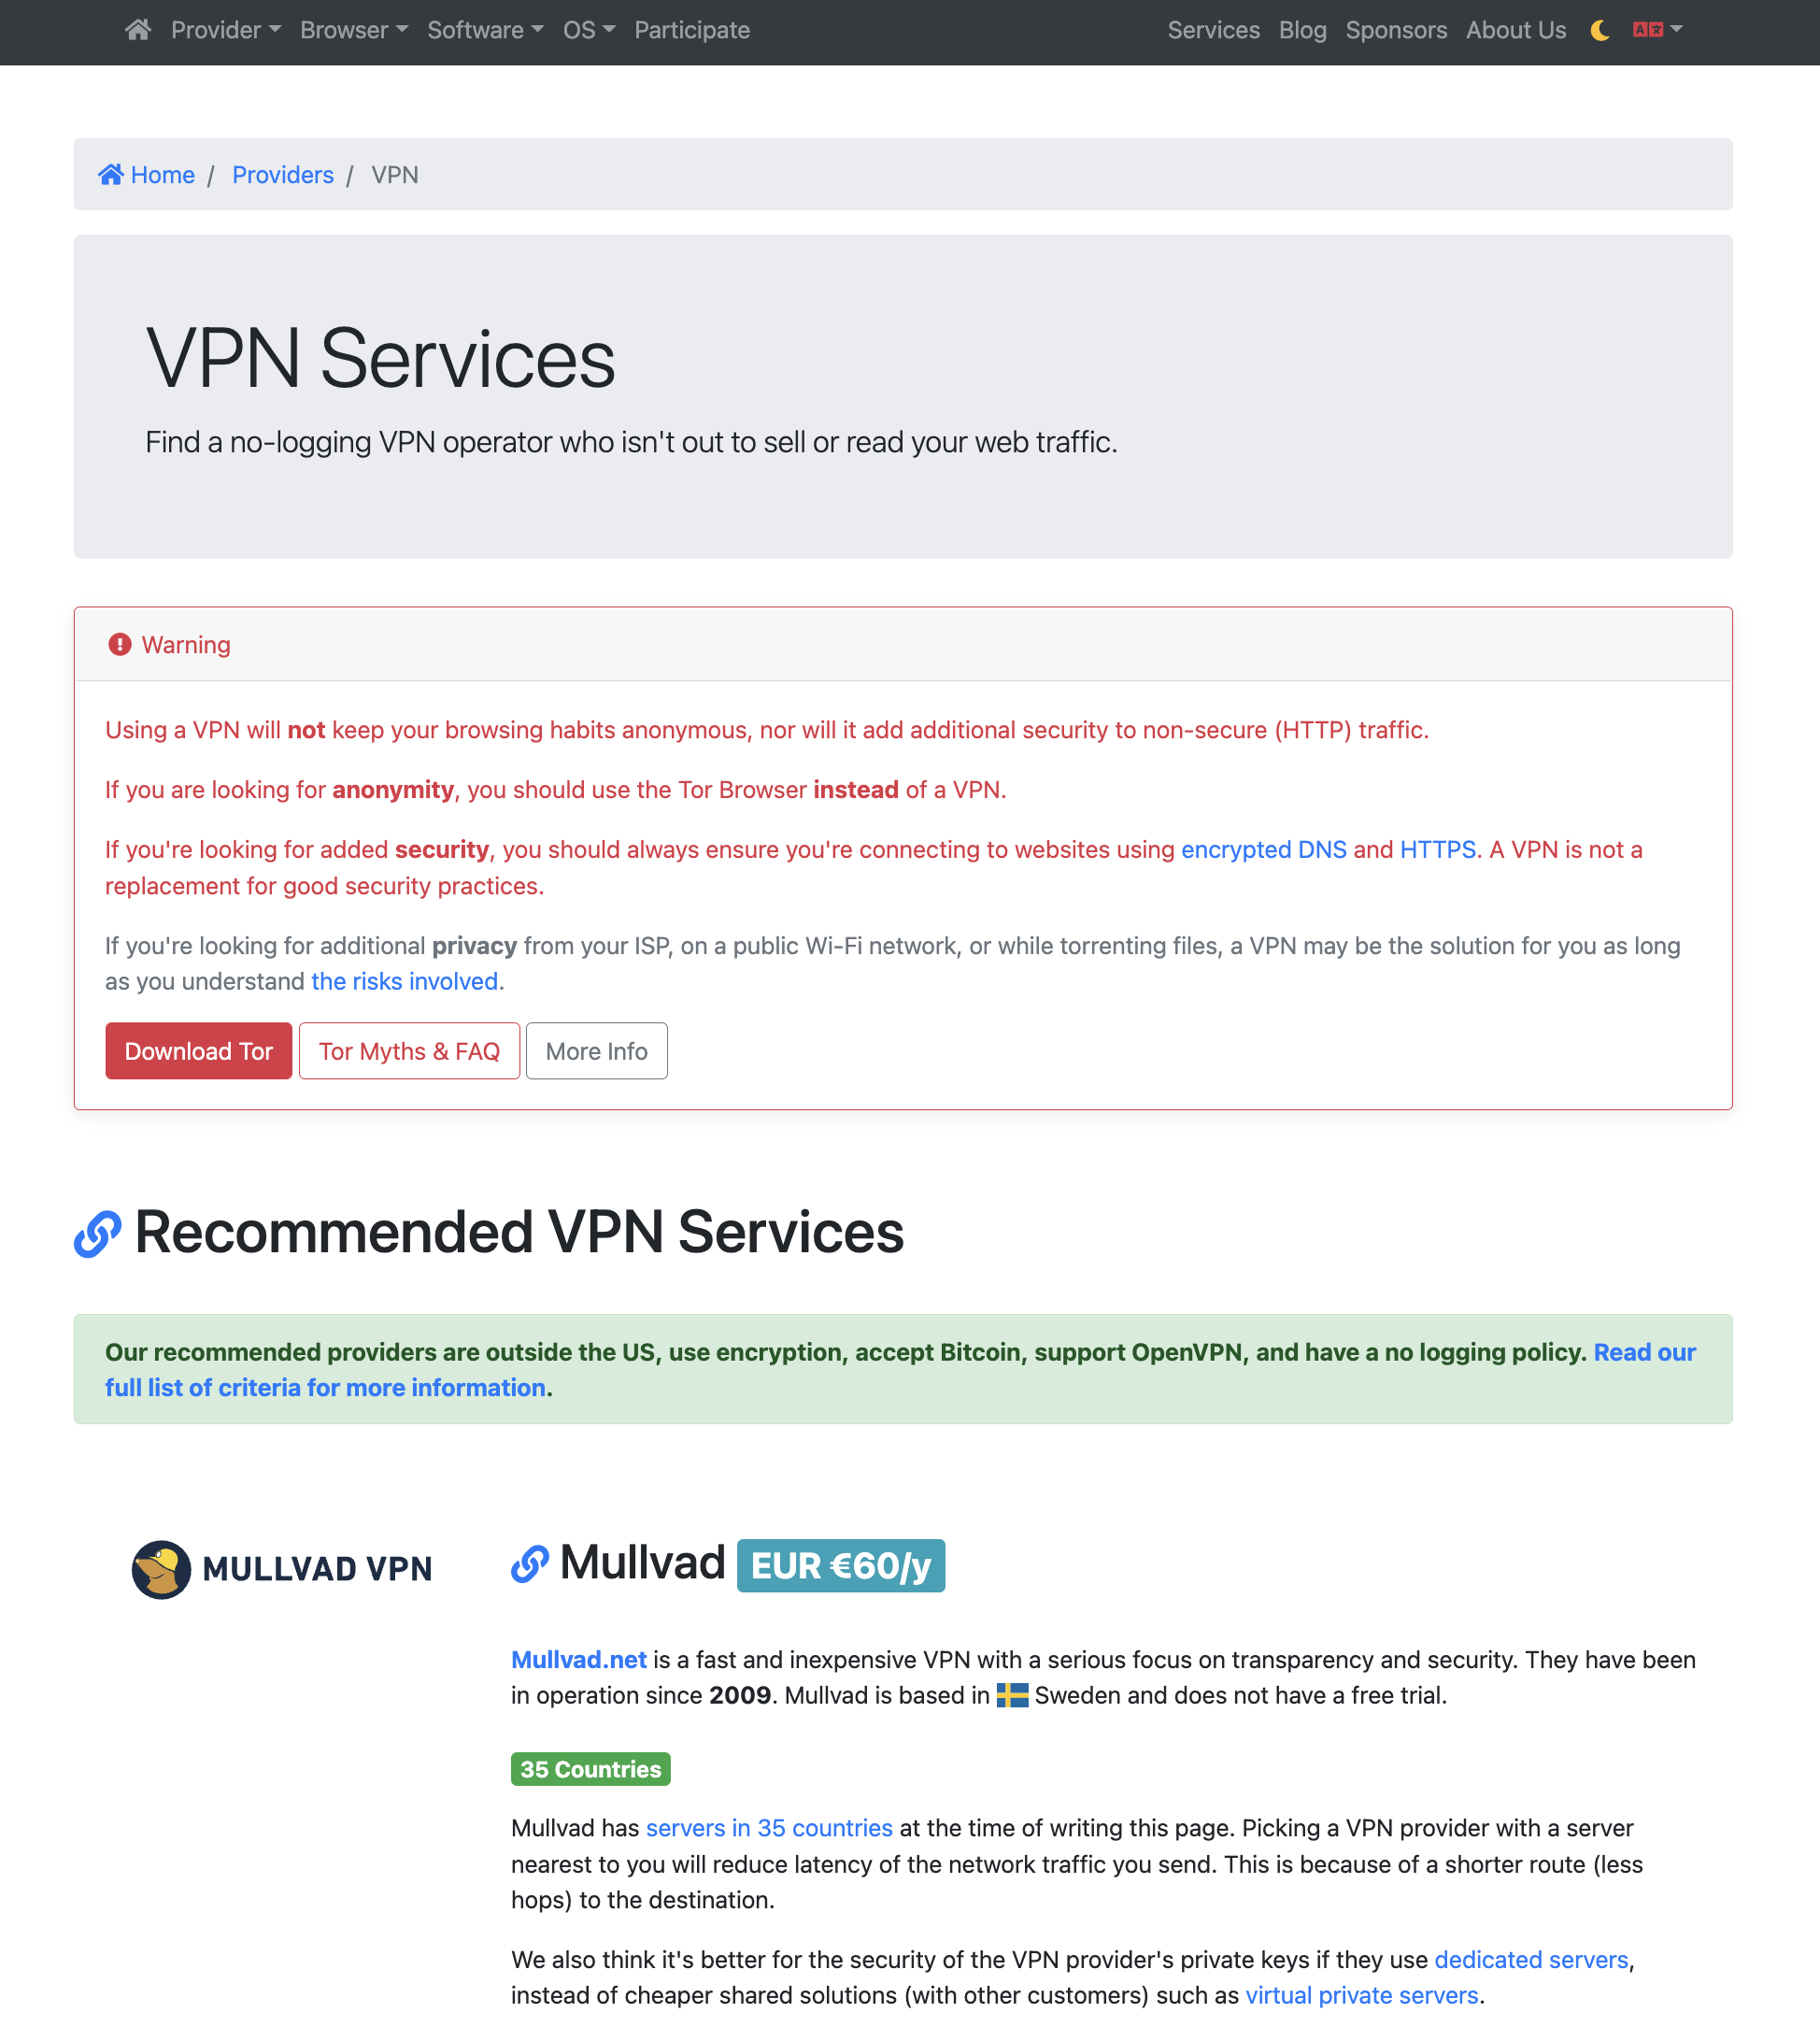 Provider Browser Software OS Participate Services Blog Sponsors About Us
Home / Providers / VPN
VPN Services
Find a no-logging VPN operator who isn't out to sell or read your web traffic.
Warning
Using a VPN will not keep your browsing habits anonymous, nor will it add additional security to non-secure (HTTP) traffic.
If you are looking for anonymity, you should use the Tor Browser instead of a VPN.
If you're looking for added security, you should always ensure you're connecting to websites using encrypted DNS and HTTPS. A VPN is not a
replacement for good security practices.
If you're looking for additional privacy from your ISP, on a public Wi-Fi network, or while torrenting files, a VPN may be the solution for you as long
as you understand the risks involved.
Download Tor Tor Myths & FAQ More Info
Recommended VPN Services
Our recommended providers are outside the US, use encryption, accept Bitcoin, support OpenVPN, and have a no logging policy. Read our
full list of criteria for more information.
MULLVAD VPN
Mullvad EUR €60/y
Mullvad.net is a fast and inexpensive VPN with a serious focus on transparency and security. They have been
in operation since 2009. Mullvad is based in Sweden and does not have a free trial.
35 Countries
Mullvad has servers in 35 countries at the time of writing this page. Picking a VPN provider with a server
nearest to you will reduce latency of the network traffic you send. This is because of a shorter route (less
hops) to the destination.
We also think it's better for the security of the VPN provider's private keys if they use dedicated servers,
instead of cheaper shared solutions (with other customers) such as virtual private servers.